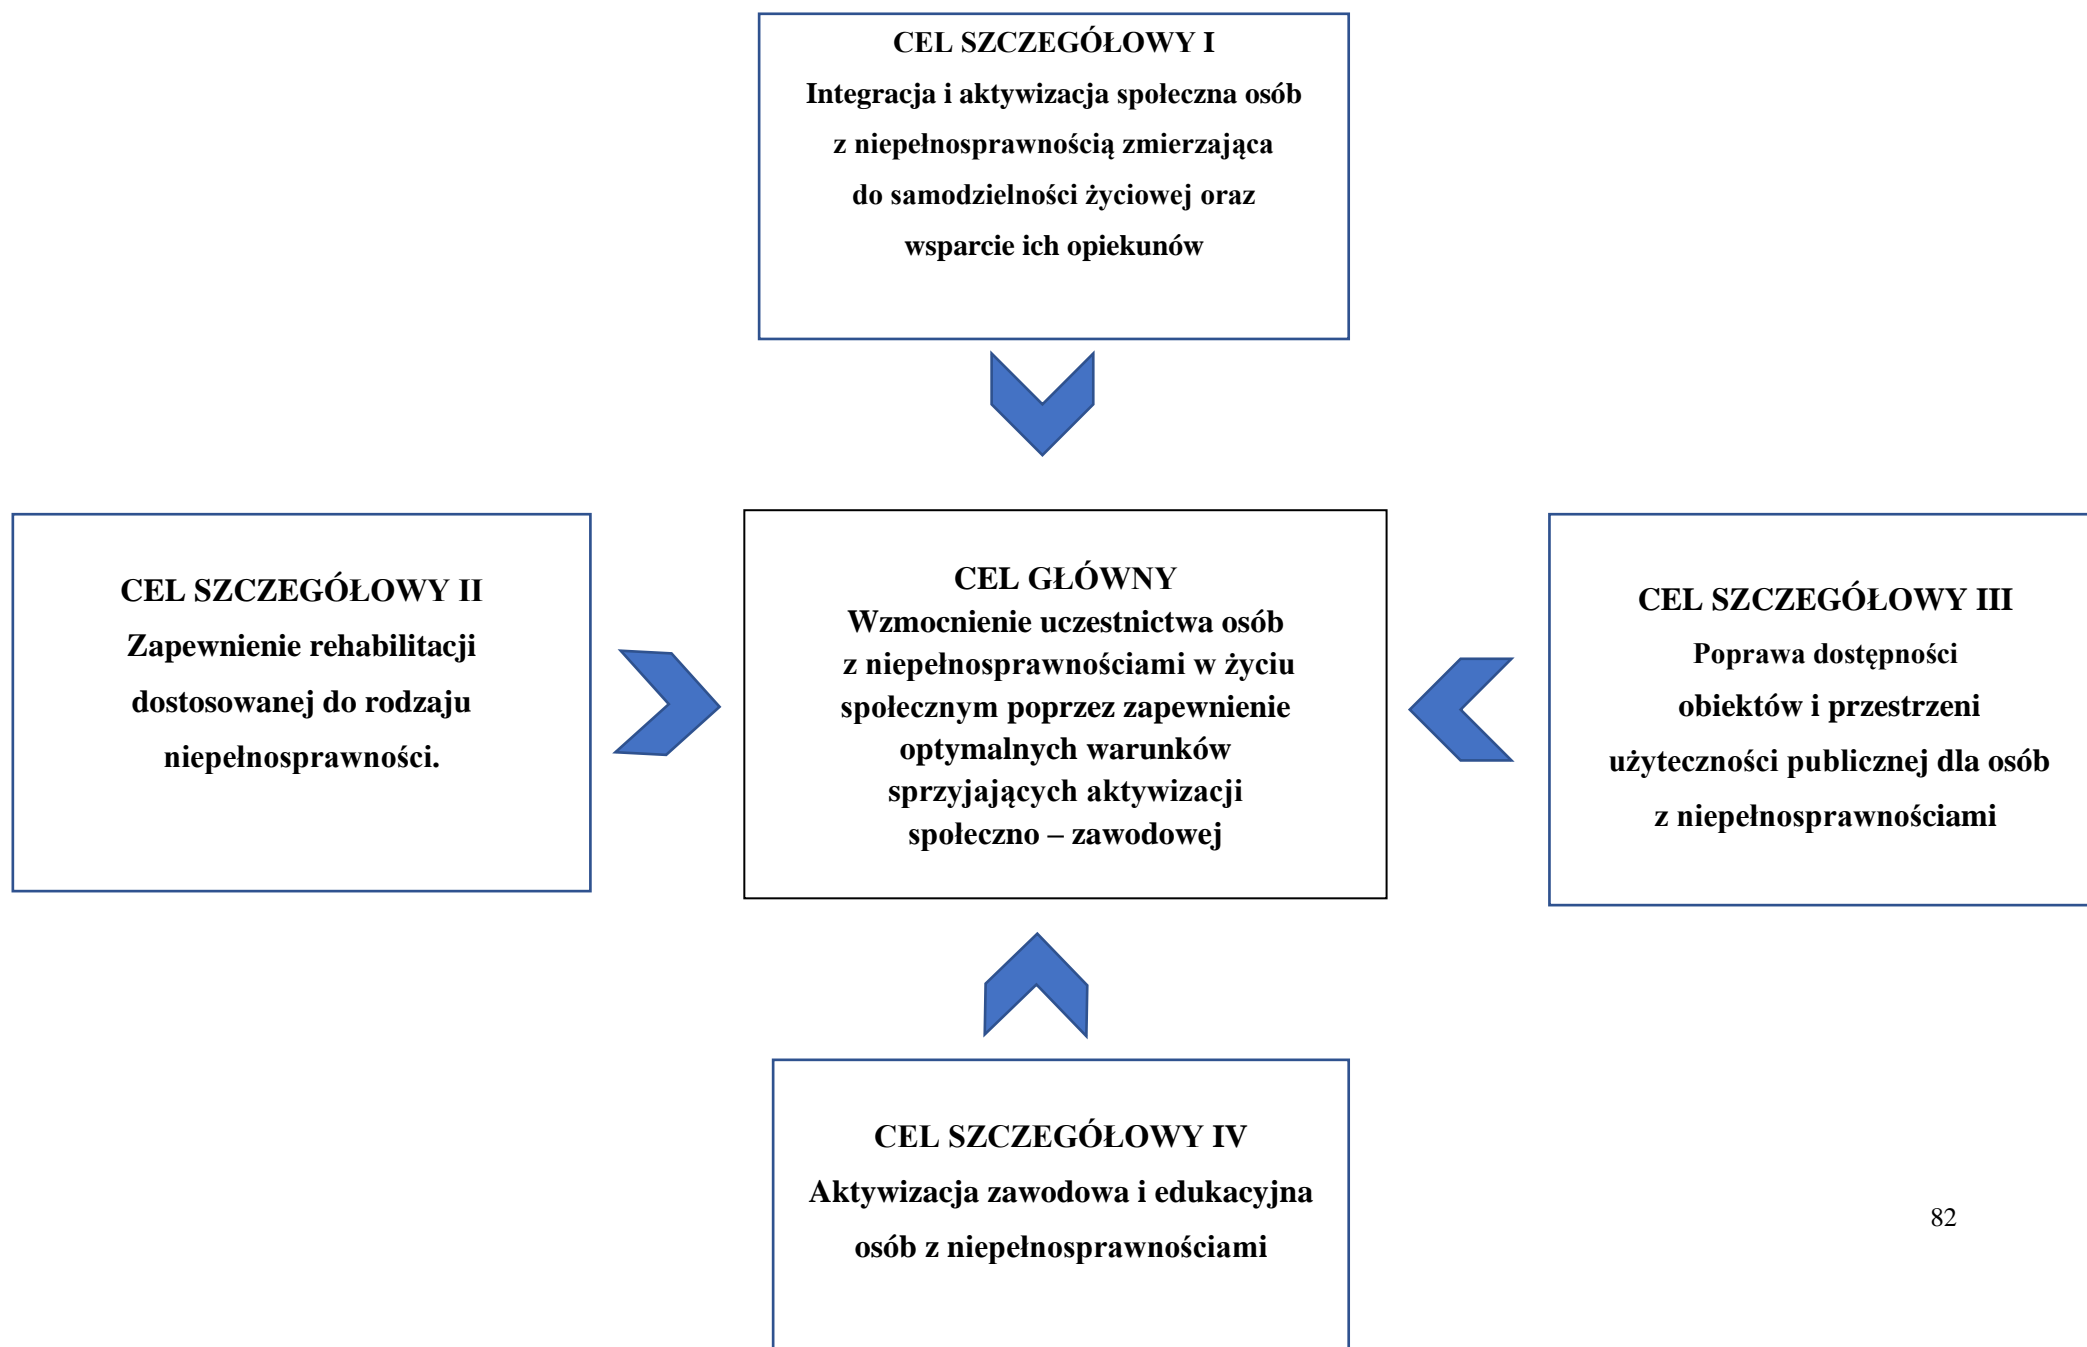 CEL SZCZEGÓŁOWY I
Integracja i aktywizacja społeczna osób
z niepełnosprawnością zmierzająca
do samodzielności życiowej oraz
wsparcie ich opiekunów
CEL SZCZEGÓŁOWY II
Zapewnienie rehabilitacji
dostosowanej do rodzaju
niepełnosprawności.
CEL GŁÓWNY
Wzmocnienie uczestnictwa osób
z niepełnosprawnościami w życiu
społecznym poprzez zapewnienie
optymalnych warunków
sprzyjających aktywizacji
społeczno – zawodowej
CEL SZCZEGÓŁOWY III
Poprawa dostępności
obiektów i przestrzeni
użyteczności publicznej dla osób
z niepełnosprawnościami
CEL SZCZEGÓŁOWY IV
Aktywizacja zawodowa i edukacyjna
osób z niepełnosprawnościami
82